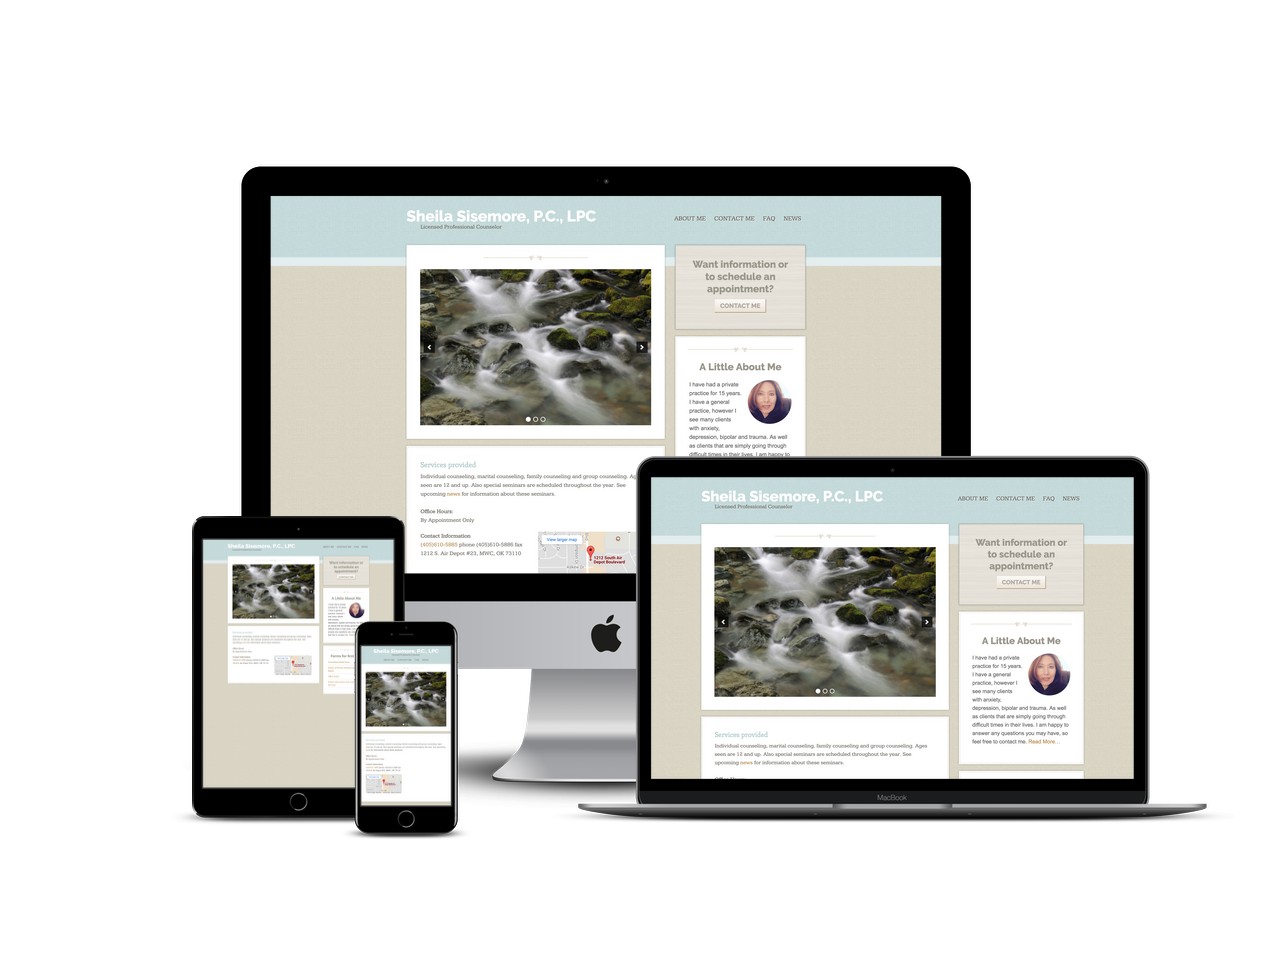 Sheila Sisemore, P.C., LPC
Licensed Professional Counselor
ABOUT ME CONTACT ME FAQ NEWS
Want information or
to schedule an
appointment?
CONTACT ME
A Little About Me
I have had a private
practice for 15 years.
I have a general
practice, however I
see many clients
with anxiety,
depression, bipolar and trauma. As well
as clients that are simply going through
difficult times in their lives. I am happy to
Services provided
Individual counseling, marital counseling, family counseling and group counseling. Ages
seen are 12 and up. Also special seminars are scheduled throughout the year. See
upcoming news for information about these seminars.
Office Hours:
By Appointment Only
Contact Information
(405)610-5885 phone (405)610-5886 fax
1212 S. Air Depot #23, MWC, OK 73110
View larger map
1212 South Air
Depot Boulevard
Sheila Sisemore, P.C., LPC
Licensed Professional Counselor
ABOUT ME CONTACT ME FAQ NEWS
Want information or
to schedule an
appointment?
CONTACT ME
A Little About Me
I have had a private
practice for 15 years.
I have a general
practice, however I
see many clients
with anxiety,
depression, bipolar and trauma. As well
as clients that are simply going through
difficult times in their lives. I am happy to
answer any questions you may have, so
feel free to contact me. Read More...
Services provided
Individual counseling, marital counseling, family counseling and group counseling. Ages
seen are 12 and up. Also special seminars are scheduled throughout the year. See
upcoming news for information about these seminars.
MacBook
Sheila Sisemore, P.C., LPC
Want information or
to schedule an
appointment?
A Little About Me
Sheila Sisemore, P.C., LPC